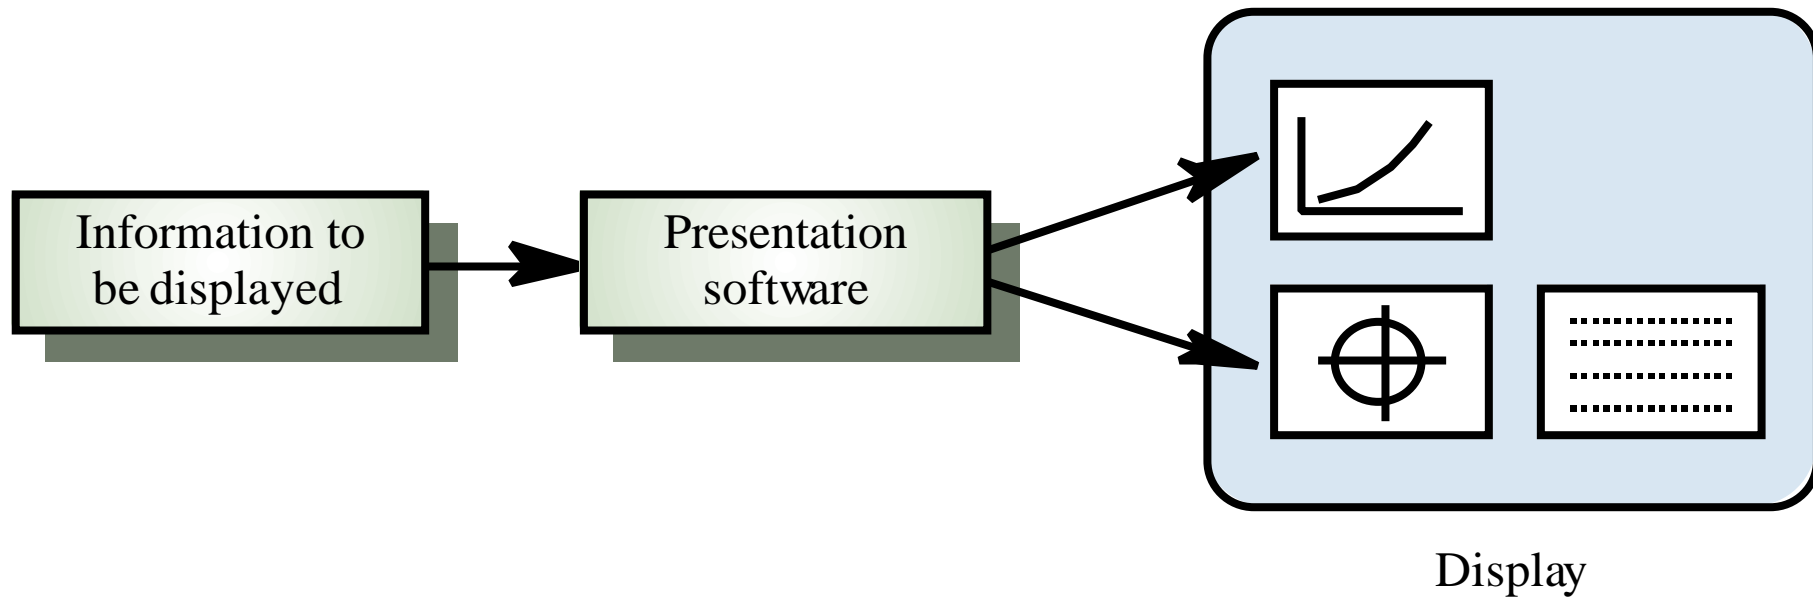 Information to
be displayed
Presentation
software
Display